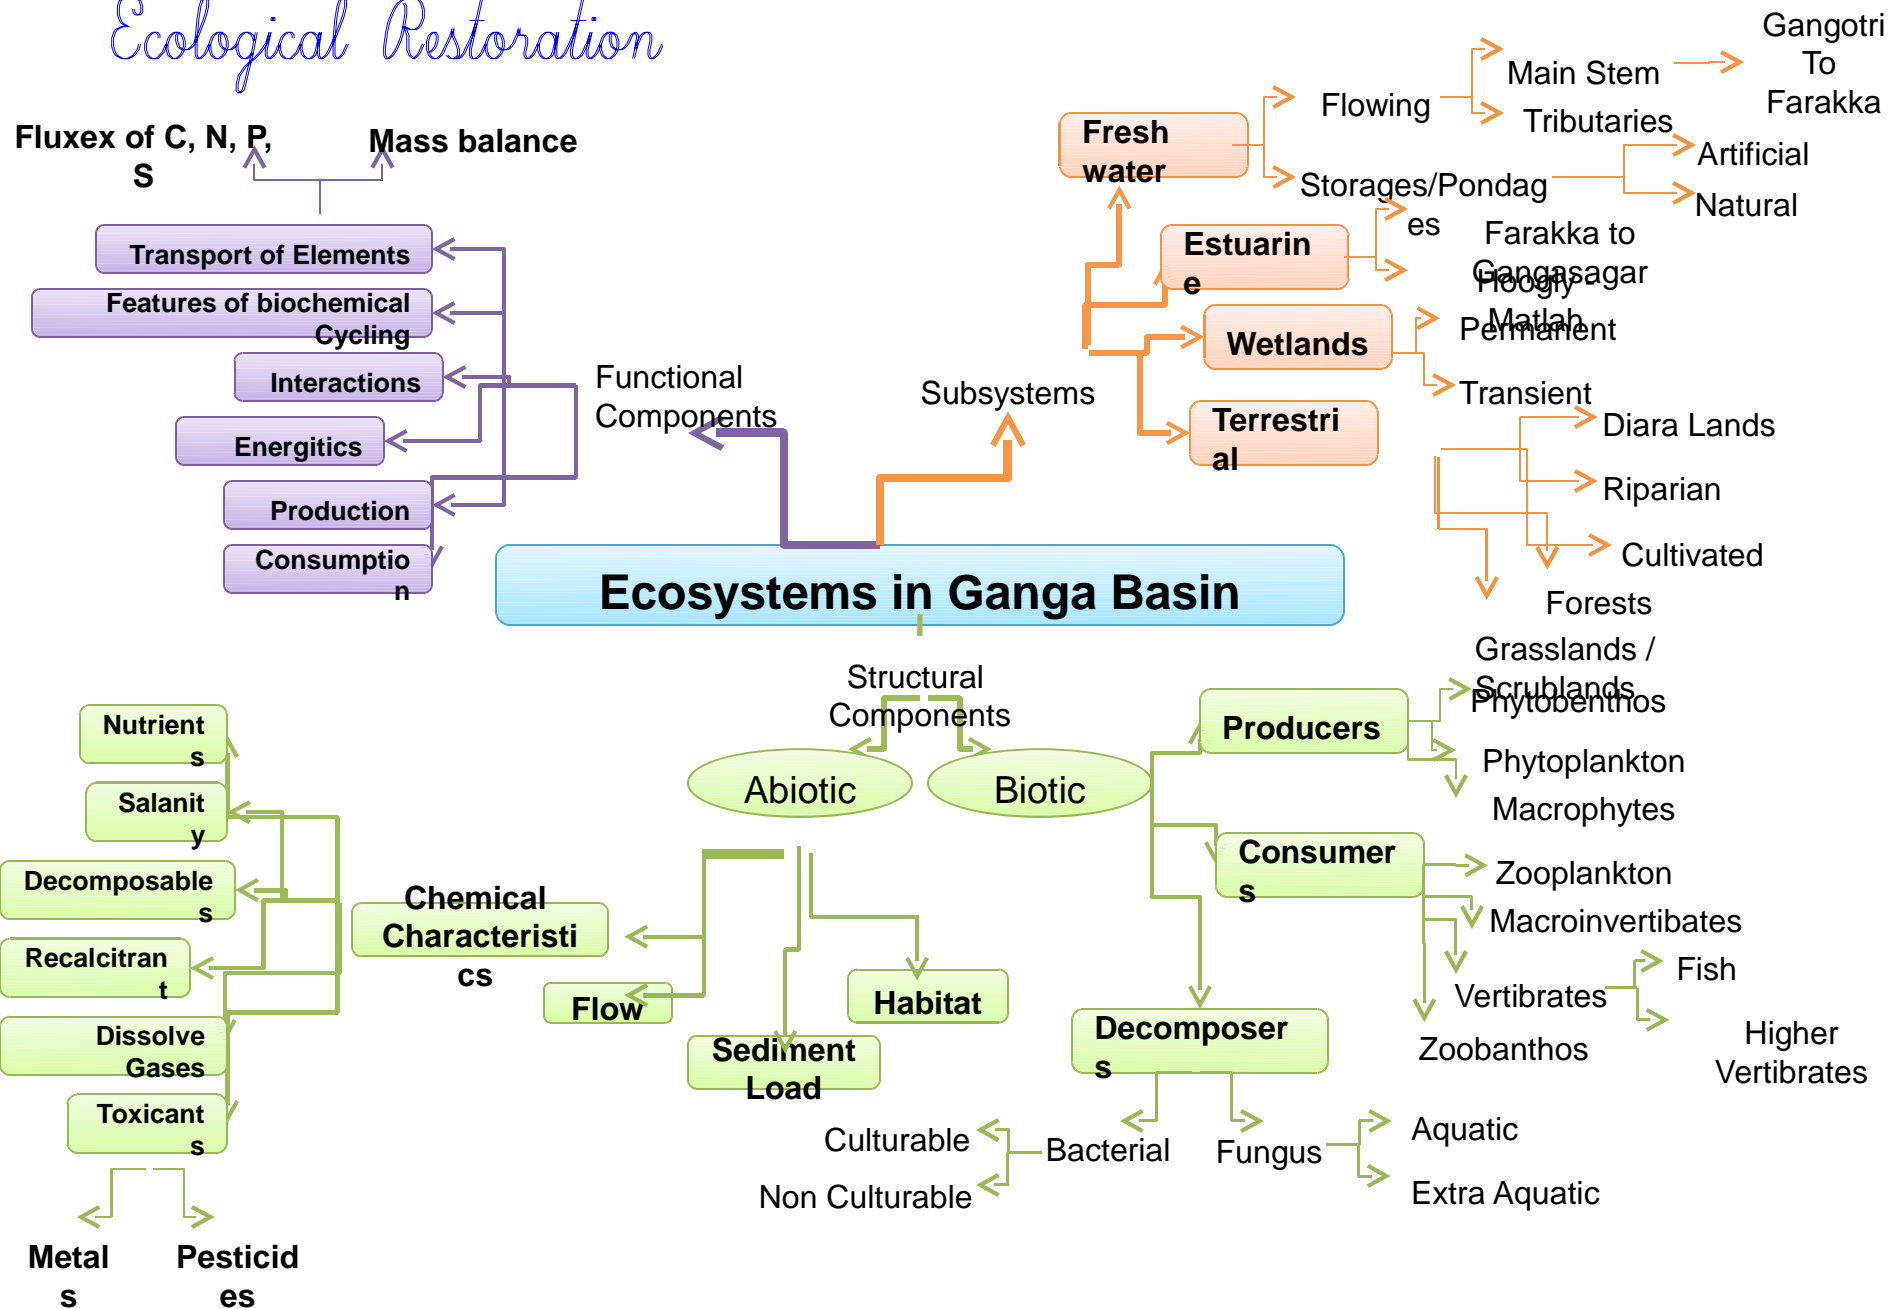 Ecological Restoration
Fluxex of C, N, P,
S
Mass balance
Transport of Elements
Features of biochemical
Cycling
Interactions
Energitics
Production
Consumptio
n
Functional
Components
Subsystems
Fresh
water
Flowing
Main Stem
Gangotri
To
Farakka
Tributaries
Storages/Pondag
es
Artificial
Natural
Estuarin
e
Farakka to
Gangasagar
Hoogly -
Matlah
Wetlands
Permanent
Transient
Terrestri
al
Diara Lands
Riparian
Cultivated
Forests
Grasslands /
Scrublands
Ecosystems in Ganga Basin
Structural
Components
Abiotic
Biotic
Nutrient
s
Salanit
y
Decomposable
s
Recalcitran
t
Dissolve
Gases
Toxicant
s
Metal
s
Pesticid
es
Chemical
Characteristi
cs
Flow
Sediment
Load
Habitat
Producers
Phytobenthos
Phytoplankton
Macrophytes
Consumer
s
Zooplankton
Macroinvertibates
Vertibrates
Fish
Higher
Vertibrates
Zoobanthos
Decomposer
s
Bacterial
Culturable
Non Culturable
Fungus
Aquatic
Extra Aquatic